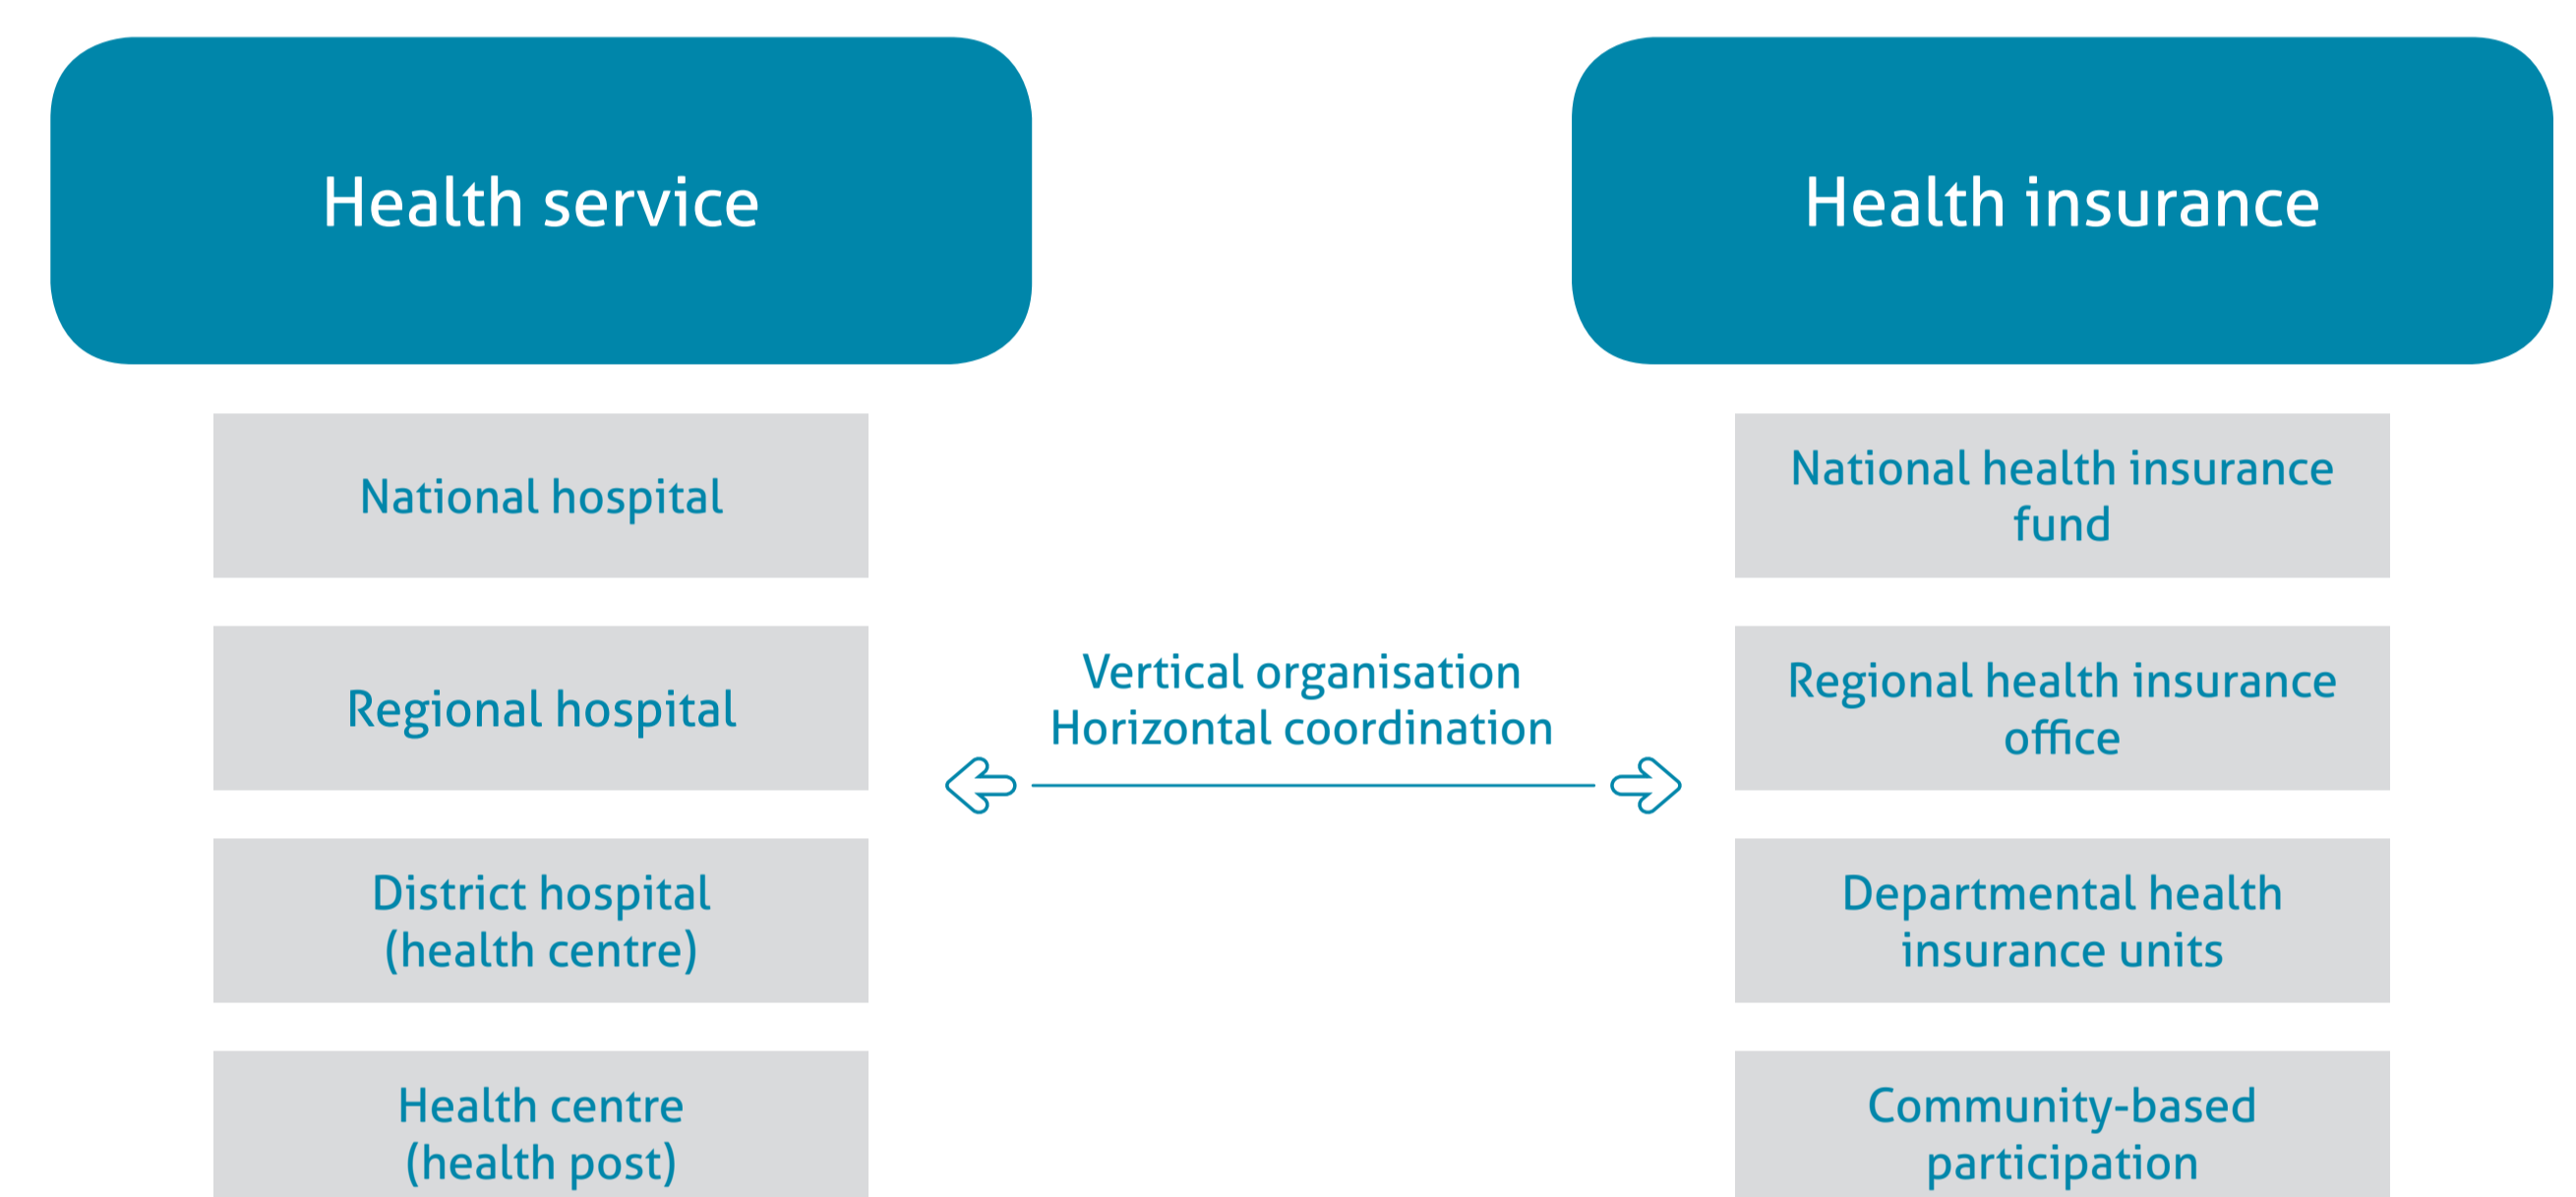 Health service
Health insurance
National hospital
National health insurance
fund
Regional hospital
Vertical organisation
Horizontal coordination
Regional health insurance
office
District hospital
(health centre)
Departmental health
insurance units
Health centre
(health post)
Community-based
participation